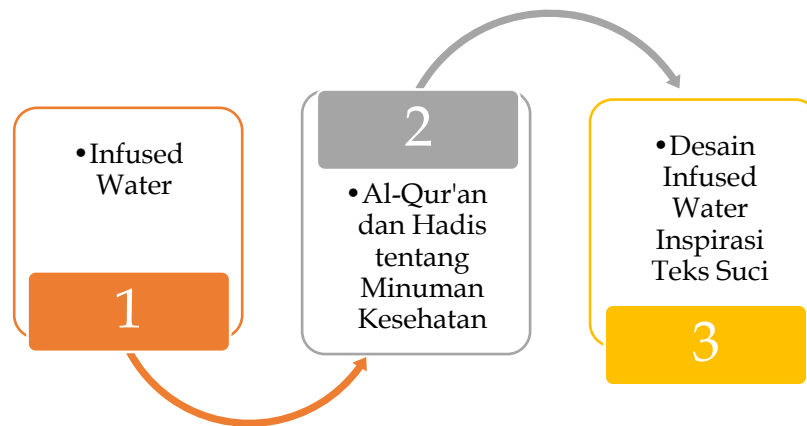 •Infused
Water
1
2
•Al-Qur'an
dan Hadis
tentang
Minuman
Kesehatan
•Desain
Infused
Water
Inspirasi
Teks Suci
3